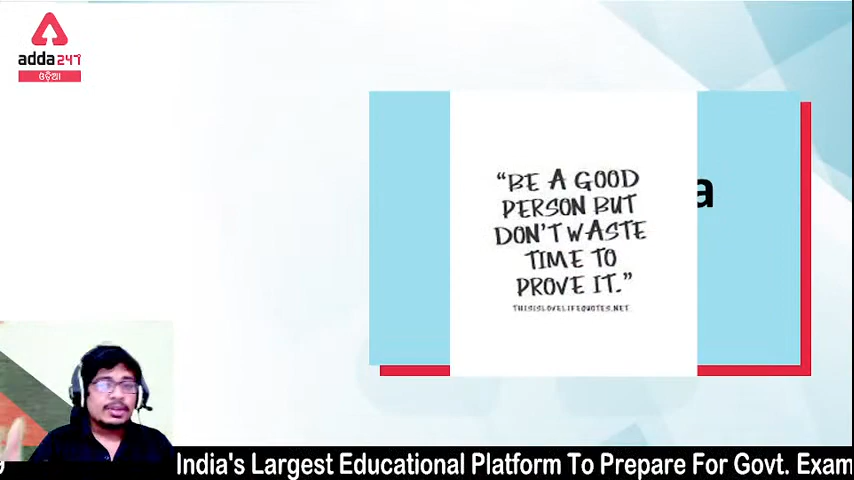 adda247
ଓଡ଼ିଆ
a
“BE A GOOD
PERSON BUT
DON'T WASTE
TIME TO
PROVE IT.”
THISISLOVELIFEQUOTES.NET
India's Largest Educational Platform To Prepare For Govt. Exam